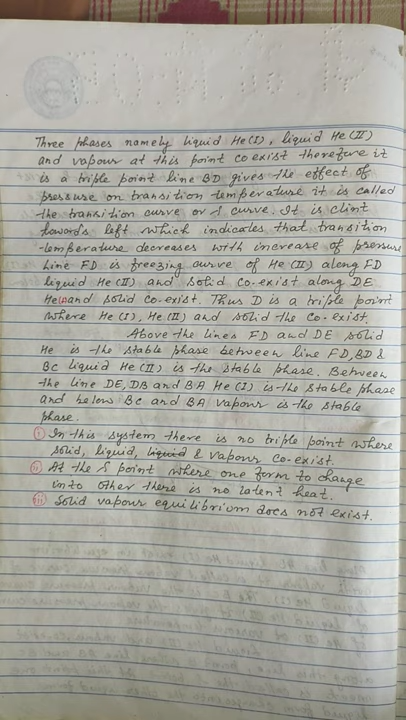 Three phases namely liquid He(I), liquid He(II)
and vapour at this point co exist therefore it
is a triple point line BD gives the effect of
pressure on transition temperature it is called
the transition curve or λ curve. It is clint
towards left which indicates that transition
temperature decreases with increase of pressure
Line FD is freezing curve of He(II) along FD
liquid He(II) and solid co-exist along DE
He(I) and solid co-exist. Thus D is a triple point
where He(I), He(II) and solid the co-exist.
Above the lines FD and DE solid
He is the stable phase between line FD, BD &
BC liquid He(II) is the stable phase. Between
the line DE, DB and BA He(I) is the stable phase
and below BC and BA vapour is the stable
phase.
(i) In this system there is no triple point where
solid, liquid, liquid & vapour co-exist.
(ii) At the λ point where one form to change
into other there is no latent heat.
(iii) Solid vapour equilibrium does not exist.